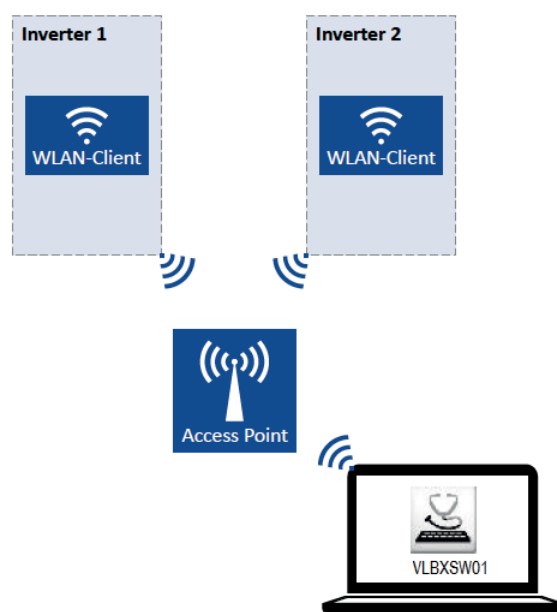 Inverter 1
Inverter 2
WLAN-Client
WLAN-Client
Access Point
VLBXSW01